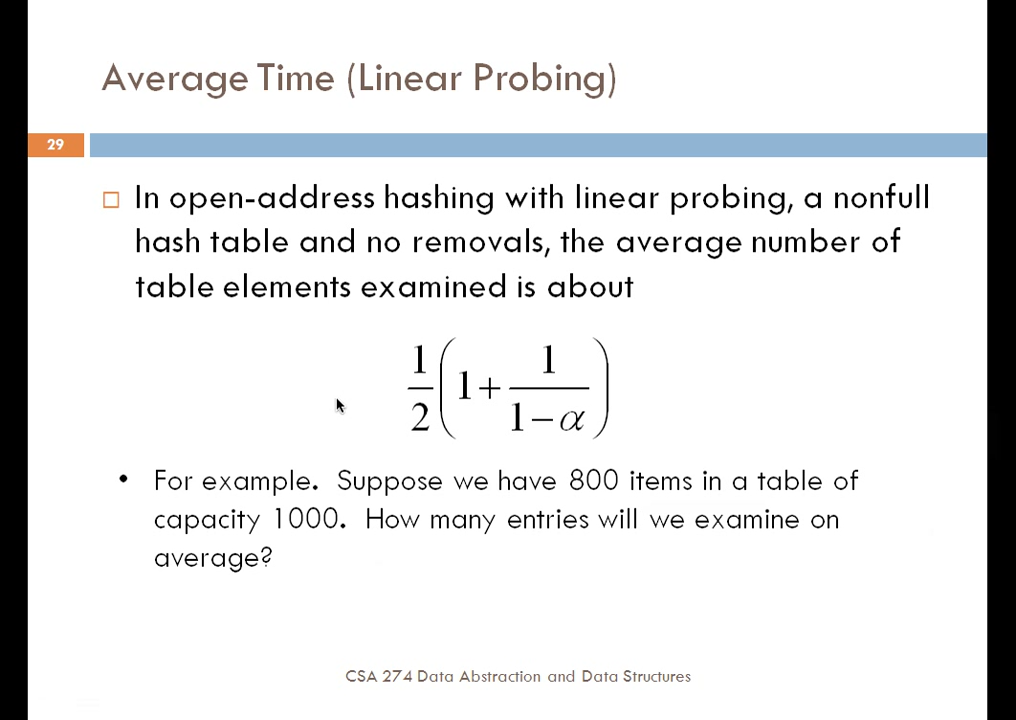 Average Time (Linear Probing)
29
In open-address hashing with linear probing, a nonfull
hash table and no removals, the average number of
table elements examined is about
1/2 (1 + 1/(1 − α))
• For example. Suppose we have 800 items in a table of
capacity 1000. How many entries will we examine on
average?
CSA 274 Data Abstraction and Data Structures